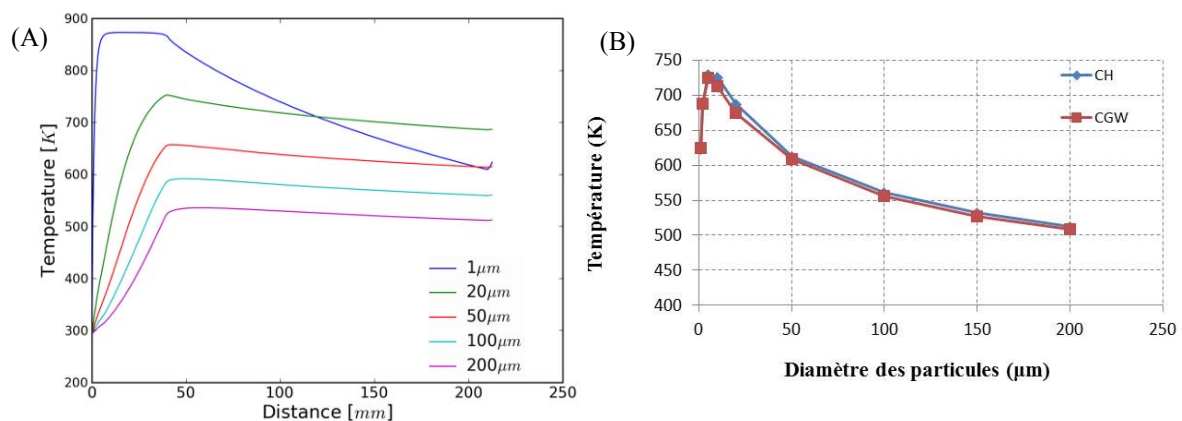 (A)
900
800
700
600
500
400
300
200
Temperature [K]
0
50
100
150
200
250
Distance [mm]
1μm
20μm
50μm
100μm
200μm
(B)
750
700
650
600
550
500
450
400
Température (K)
0
50
100
150
200
250
Diamètre des particules (µm)
CH
CGW